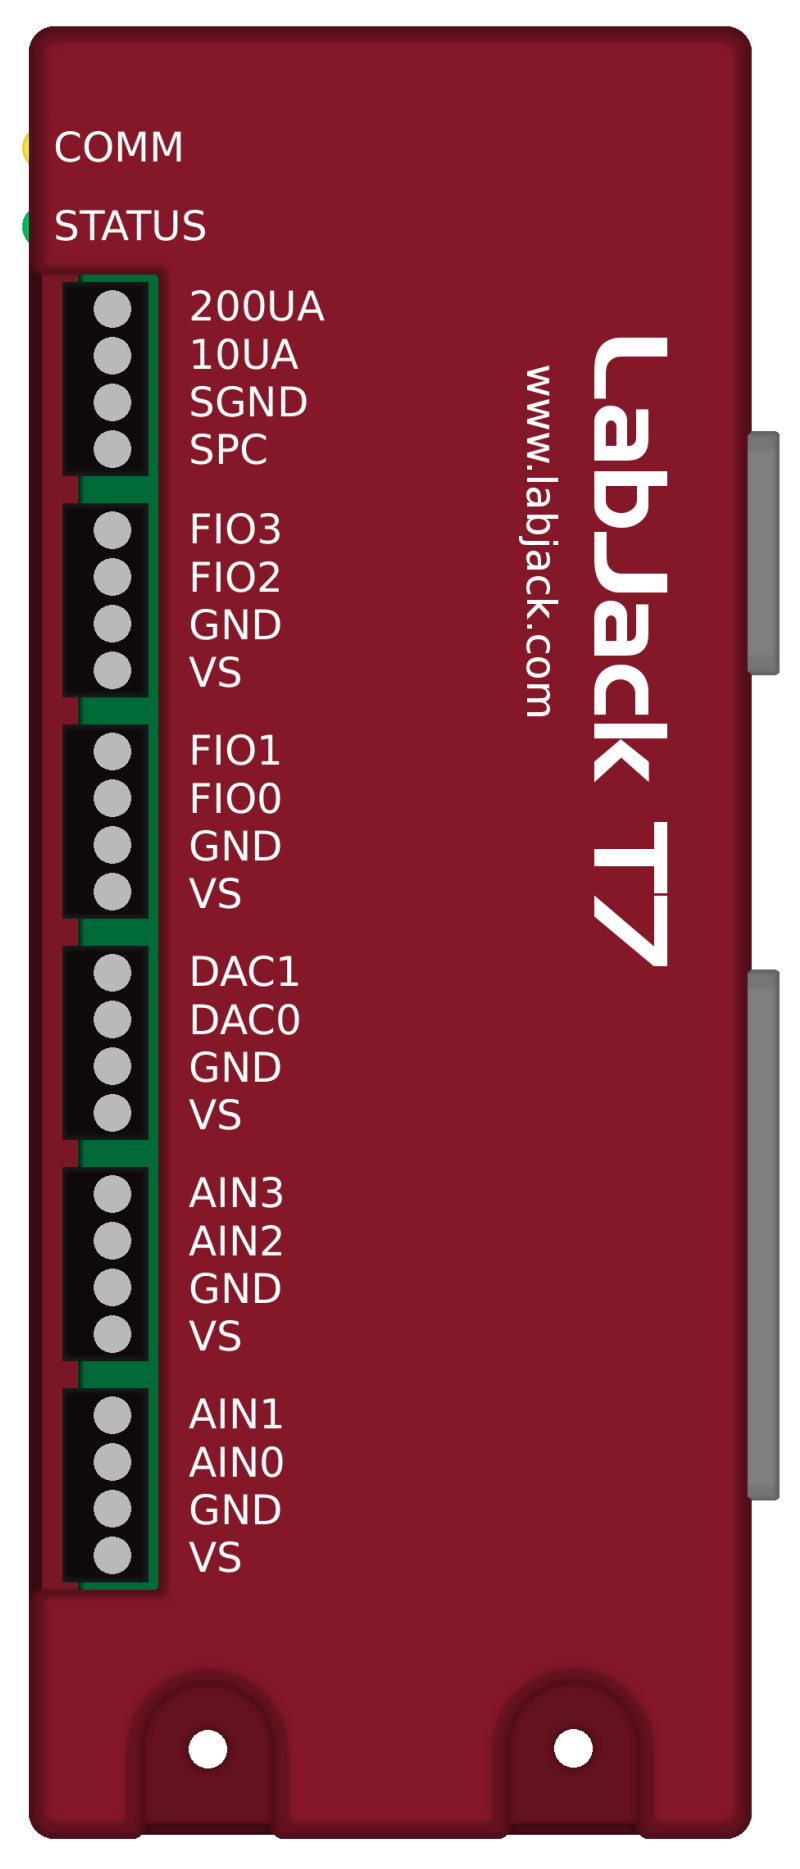 COMM
STATUS
200UA
10UA
SGND
SPC
FIO3
FIO2
GND
VS
FIO1
FIO0
GND
VS
DAC1
DAC0
GND
VS
AIN3
AIN2
GND
VS
AIN1
AIN0
GND
VS
LabJack T7
www.labjack.com